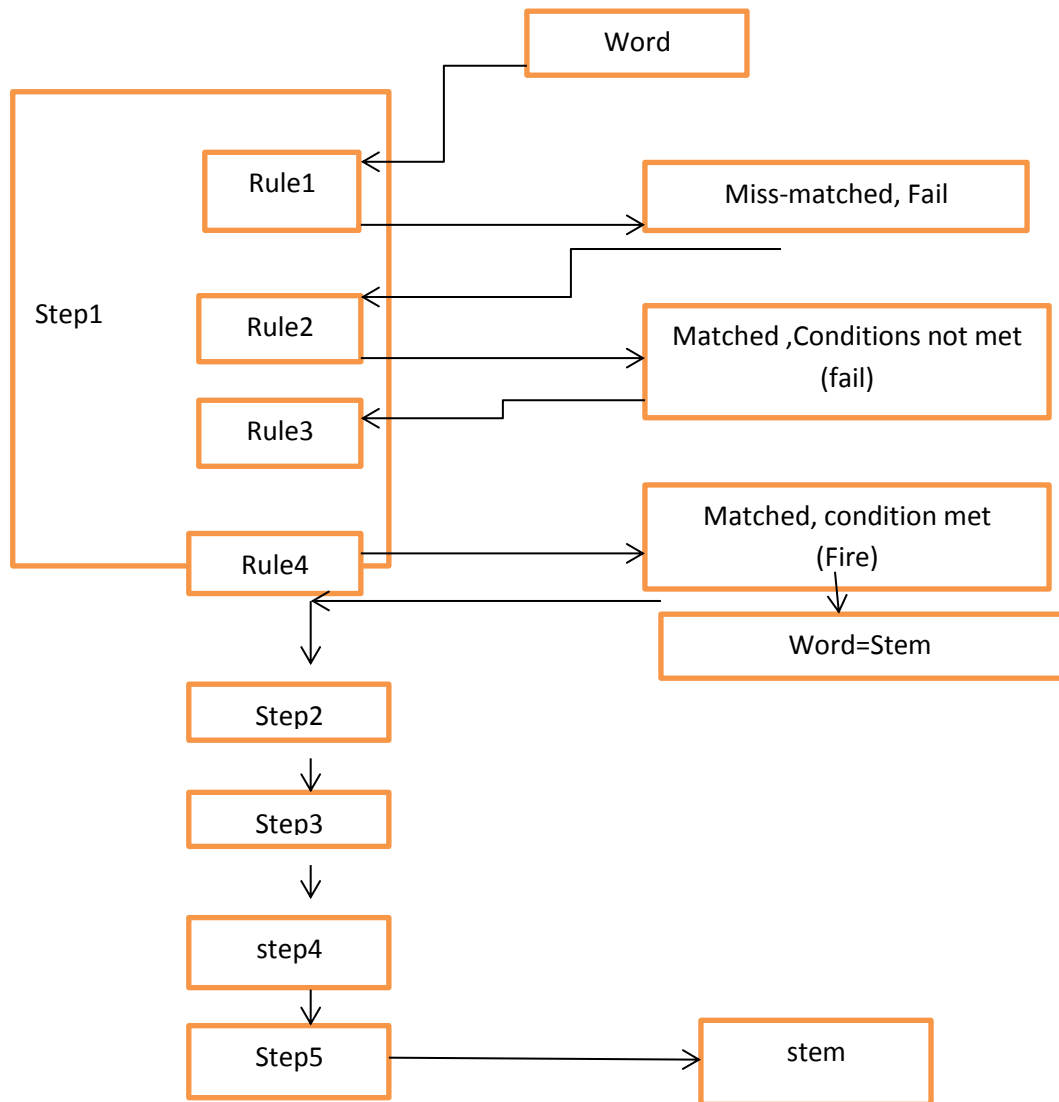 Word
Rule1
Miss-matched, Fail
Step1
Rule2
Matched ,Conditions not met
(fail)
Rule3
Matched, condition met
(Fire)
Rule4
Word=Stem
Step2
Step3
step4
Step5
stem